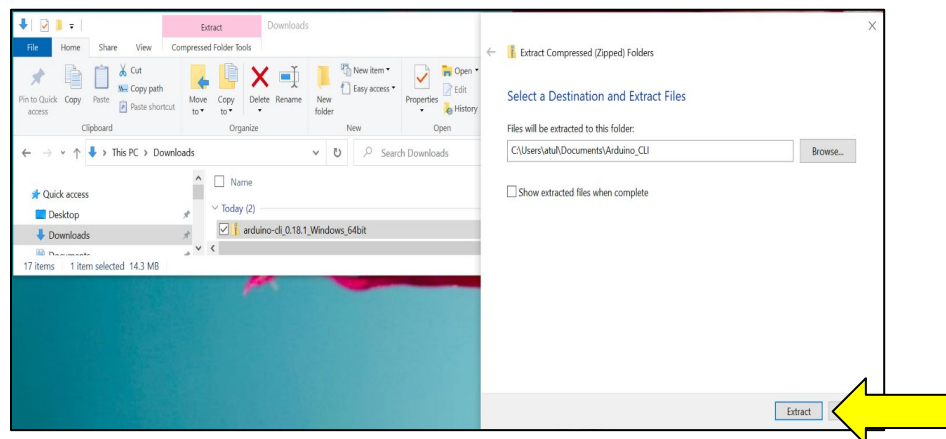 Extract
Downloads
File
Home
Share
View
Compressed Folder Tools
Pin to Quick access
Copy
Paste
Cut
Copy path
Paste shortcut
Move to
Copy to
Delete
Rename
New folder
New item
Easy access
Properties
Open
Edit
History
Clipboard
Organize
New
Open
This PC > Downloads
Search Downloads
Quick access
Desktop
Downloads
Name
Today (2)
arduino-cli_0.18.1_Windows_64bit
17 items 1 item selected 14.3 MB
Extract Compressed (Zipped) Folders
Select a Destination and Extract Files
Files will be extracted to this folder:
C:\Users\atul\Documents\Arduino_CLI
Browse...
Show extracted files when complete
Extract